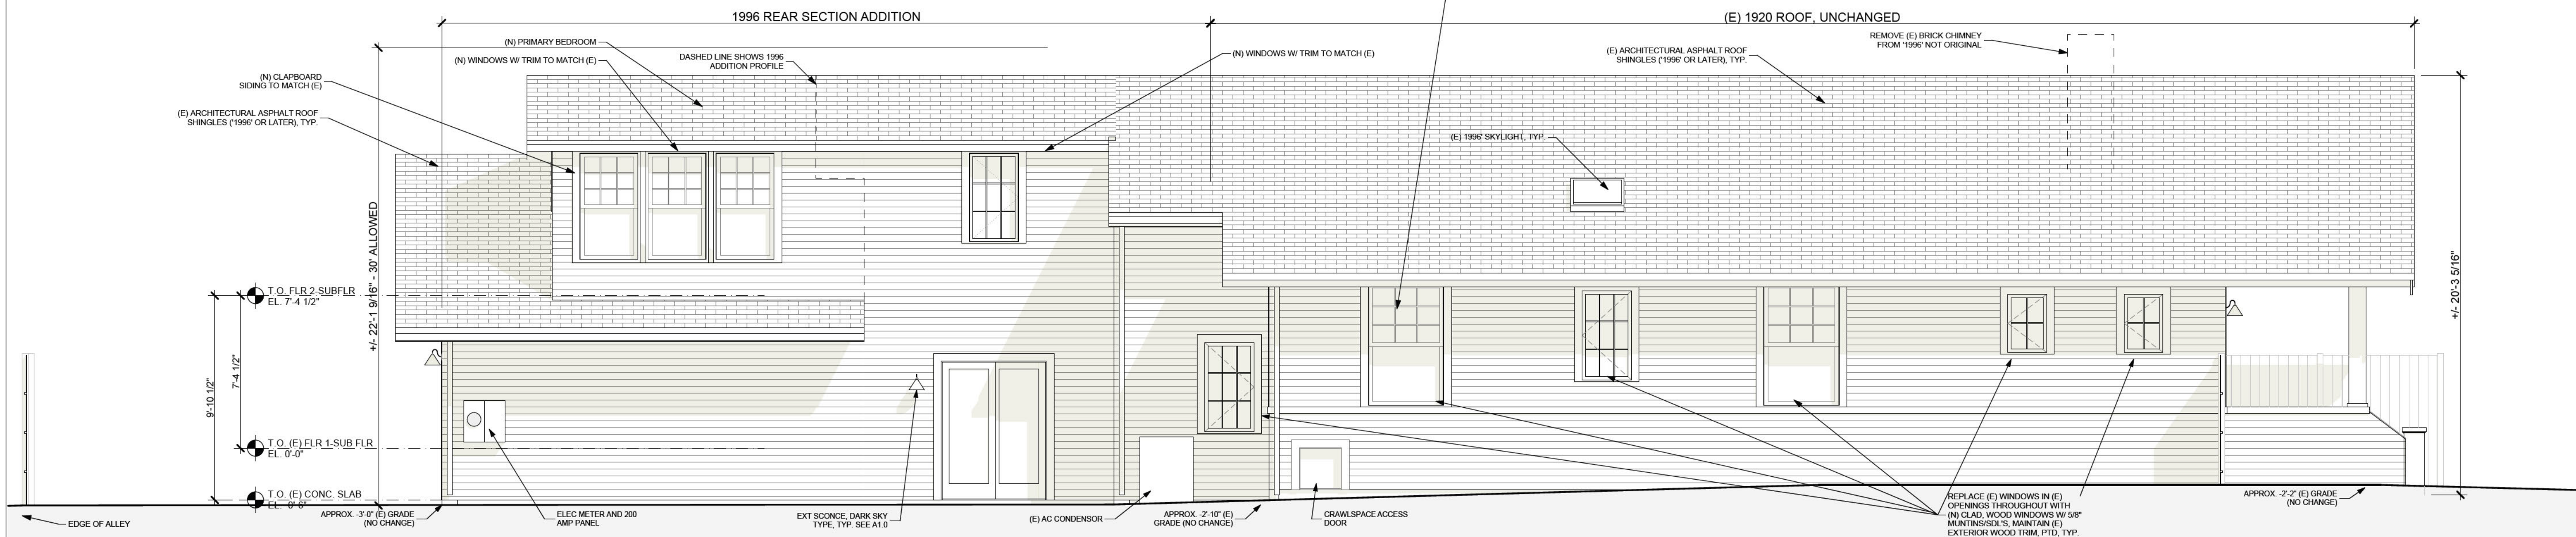 1996 REAR SECTION ADDITION
(E) 1920 ROOF, UNCHANGED
(N) PRIMARY BEDROOM
(N) WINDOWS W/ TRIM TO MATCH (E)
DASHED LINE SHOWS 1996
ADDITION PROFILE
(N) WINDOWS W/ TRIM TO MATCH (E)
(E) ARCHITECTURAL ASPHALT ROOF
SHINGLES ('1996' OR LATER), TYP.
REMOVE (E) BRICK CHIMNEY
FROM '1996' NOT ORIGINAL
(N) CLAPBOARD
SIDING TO MATCH (E)
(E) ARCHITECTURAL ASPHALT ROOF
SHINGLES ('1996' OR LATER), TYP.
(E) 1996' SKYLIGHT, TYP.
+/- 22'-1 9/16" - 30' ALLOWED
+/- 20'-3 5/16"
T.O. FLR 2-SUBFLR
EL. 7'-4 1/2"
9'-10 1/2"
7'-4 1/2"
T.O. (E) FLR 1-SUB FLR
EL. 0'-0"
T.O. (E) CONC. SLAB
EDGE OF ALLEY
APPROX. -3'-0" (E) GRADE
(NO CHANGE)
ELEC METER AND 200
AMP PANEL
EXT SCONCE, DARK SKY
TYPE, TYP. SEE A1.0
(E) AC CONDENSOR
APPROX. -2'-10" (E)
GRADE (NO CHANGE)
CRAWLSPACE ACCESS
DOOR
REPLACE (E) WINDOWS IN (E)
OPENINGS THROUGHOUT WITH
(N) CLAD, WOOD WINDOWS W/ 5/8"
MUNTINS/SDL'S, MAINTAIN (E)
EXTERIOR WOOD TRIM, PTD, TYP.
APPROX. -2'-2" (E) GRADE
(NO CHANGE)